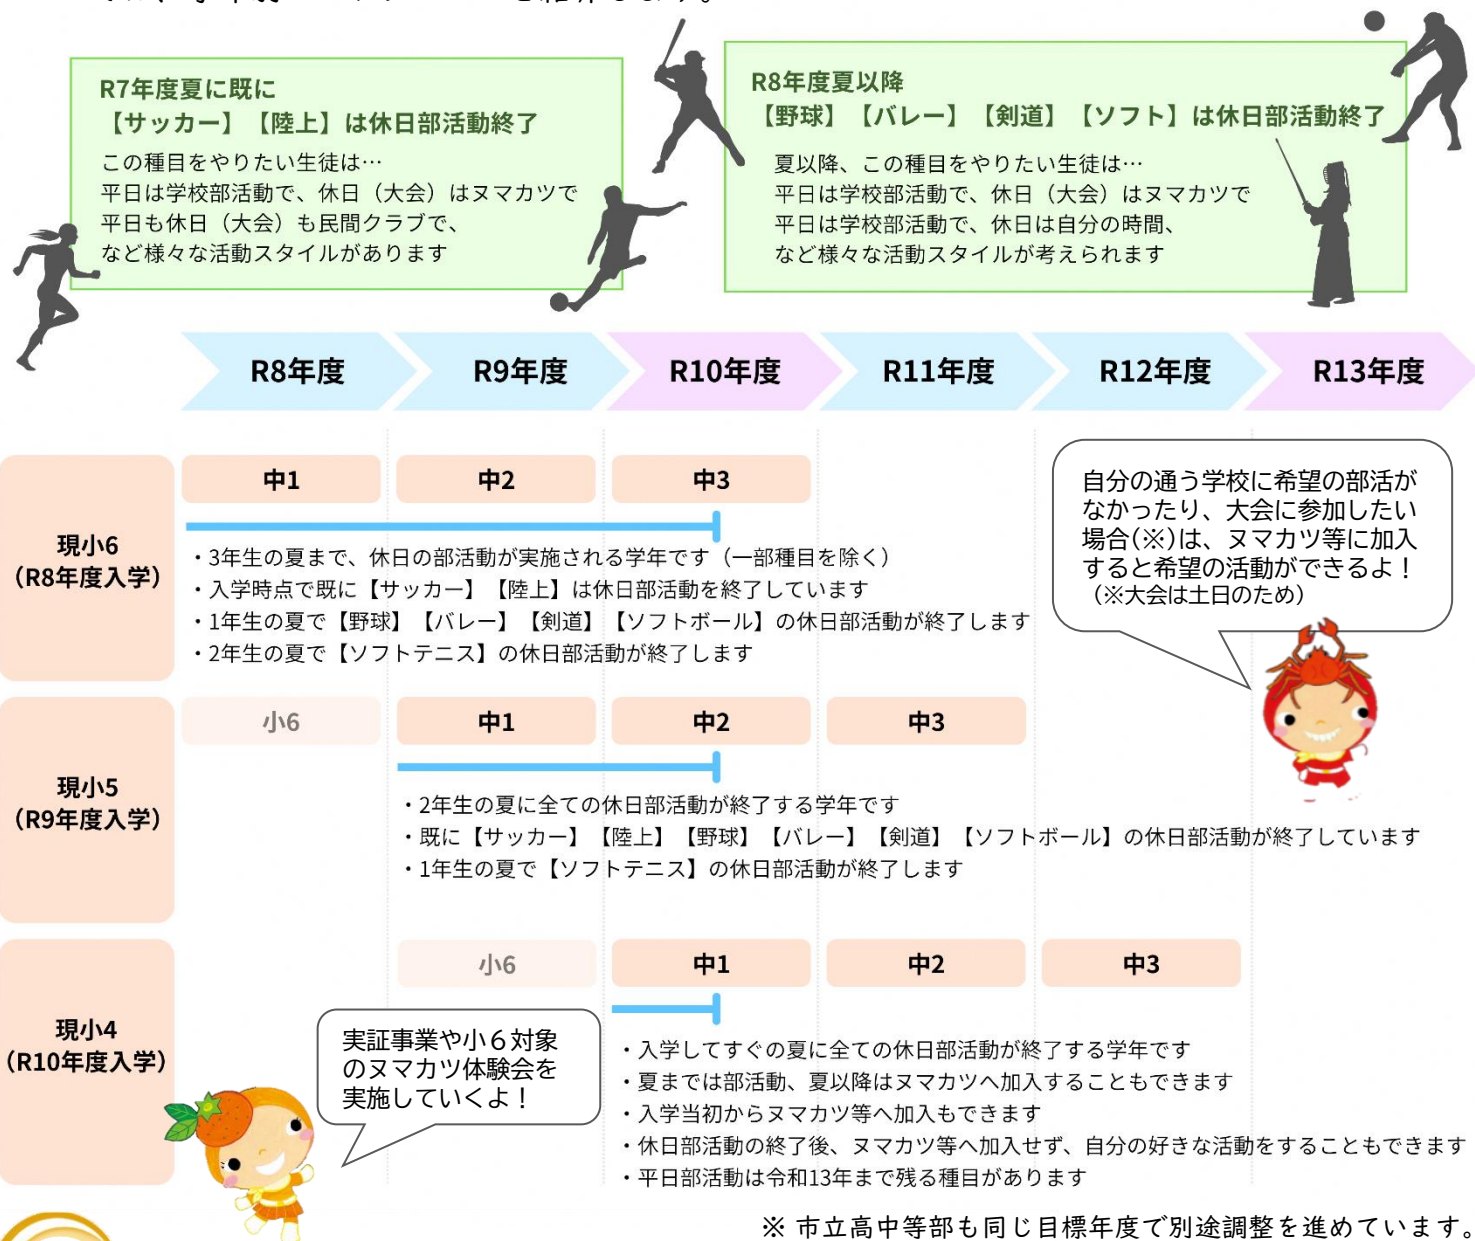 R7年度夏に既に
【サッカー】【陸上】は休日部活動終了
この種目をやりたい生徒は…
平日は学校部活動で、休日（大会）はヌマカツで
平日も休日（大会）も民間クラブで、
など様々な活動スタイルがあります
R8年度夏以降
【野球】【バレー】【剣道】【ソフト】は休日部活動終了
夏以降、この種目をやりたい生徒は…
平日は学校部活動で、休日（大会）はヌマカツで
平日は学校部活動で、休日は自分の時間、
など様々な活動スタイルが考えられます
R8年度 R9年度 R10年度 R11年度 R12年度 R13年度
現小6
（R8年度入学）
中1 中2 中3
・3年生の夏まで、休日の部活動が実施される学年です（一部種目を除く）
・入学時点で既に【サッカー】【陸上】は休日部活動を終了しています
・1年生の夏で【野球】【バレー】【剣道】【ソフトボール】の休日部活動が終了します
・2年生の夏で【ソフトテニス】の休日部活動が終了します
自分の通う学校に希望の部活が
なかったり、大会に参加したい
場合(※)は、ヌマカツ等に加入
すると希望の活動ができるよ！
（※大会は土日のため）
現小5
（R9年度入学）
小6 中1 中2 中3
・2年生の夏に全ての休日部活動が終了する学年です
・既に【サッカー】【陸上】【野球】【バレー】【剣道】【ソフトボール】の休日部活動が終了しています
・1年生の夏で【ソフトテニス】の休日部活動が終了します
現小4
（R10年度入学）
小6 中1 中2 中3
・入学してすぐの夏に全ての休日部活動が終了する学年です
・夏までは部活動、夏以降はヌマカツへ加入することもできます
・入学当初からヌマカツ等へ加入もできます
・休日部活動の終了後、ヌマカツ等へ加入せず、自分の好きな活動をすることもできます
・平日部活動は令和13年まで残る種目があります
実証事業や小６対象
のヌマカツ体験会を
実施していくよ！
※ 市立高中等部も同じ目標年度で別途調整を進めています。